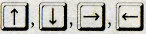 ↑, ↓, →, ←